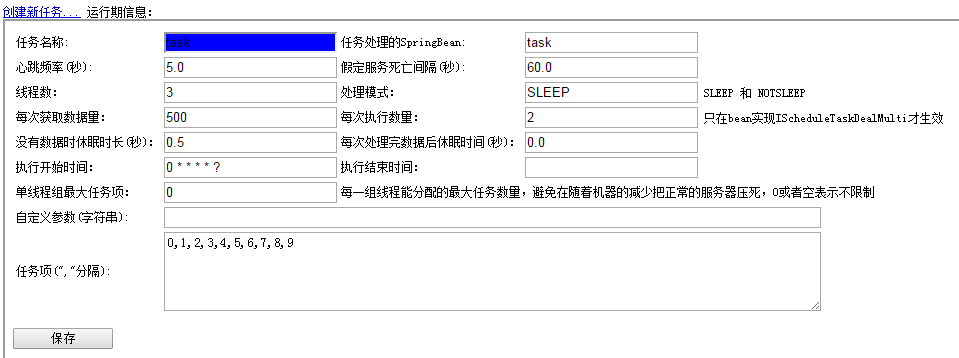 创建新任务... 运行期信息:
任务名称: task 任务处理的SpringBean: task
心跳频率(秒): 5.0 假定服务死亡间隔(秒): 60.0
线程数: 3 处理模式: SLEEP SLEEP 和 NOTSLEEP
每次获取数据量: 500 每次执行数量: 2 只在bean实现IScheduleTaskDealMulti才生效
没有数据时休眠时长(秒): 0.5 每次处理完数据后休眠时间(秒): 0.0
执行开始时间: 0 * * * * ? 执行结束时间:
单线程组最大任务项: 0 每一组线程能分配的最大任务数量，避免在随着机器的减少把正常的服务器压死，0或者空表示不限制
自定义参数(字符串):
任务项(","分隔): 0,1,2,3,4,5,6,7,8,9
保存